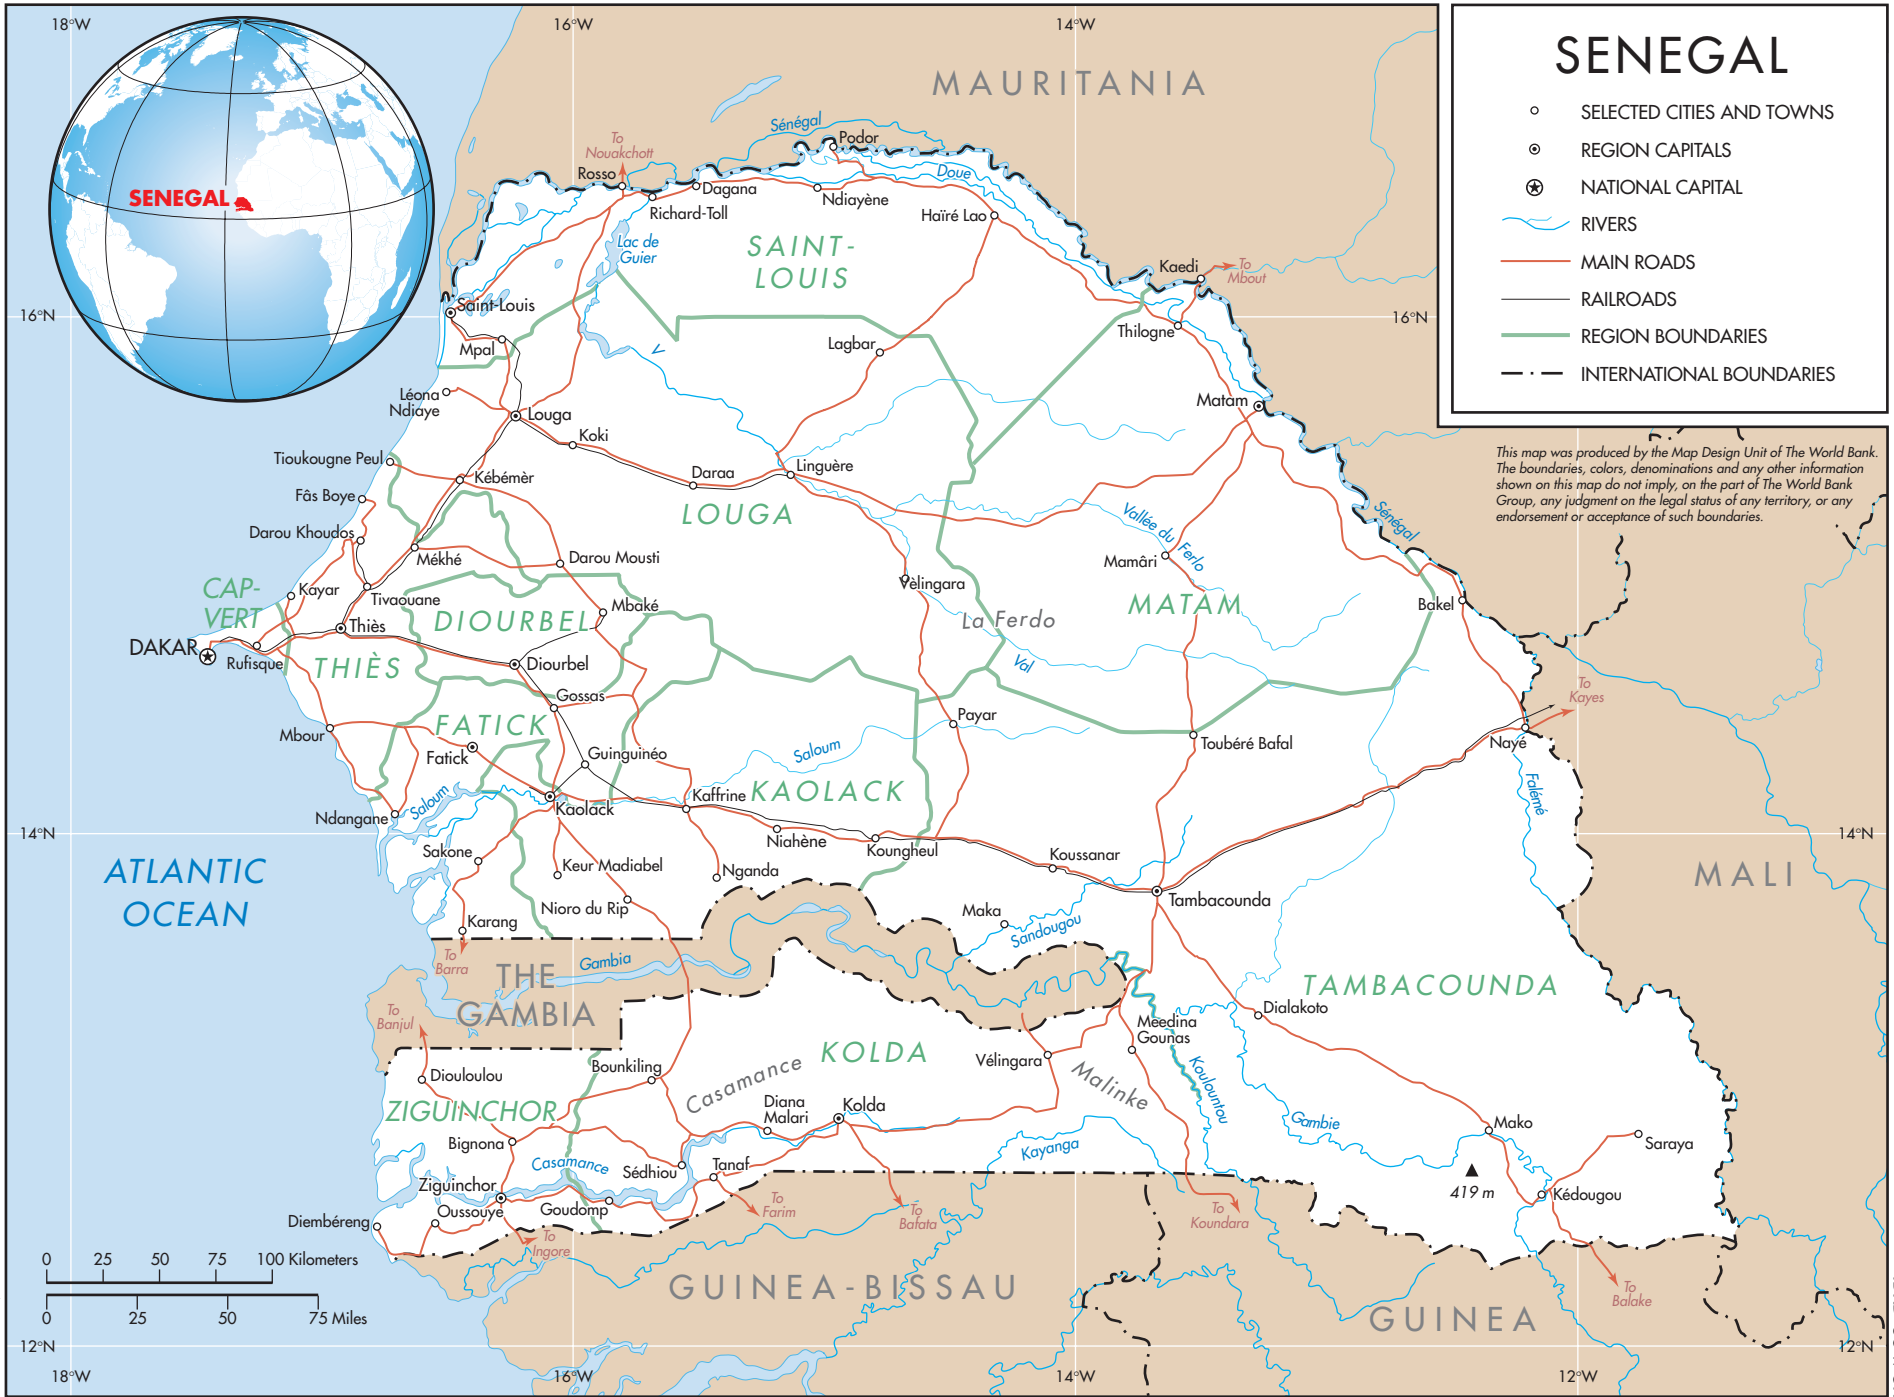 18°W
16°W
14°W
SENEGAL
SELECTED CITIES AND TOWNS
REGION CAPITALS
NATIONAL CAPITAL
RIVERS
MAIN ROADS
RAILROADS
REGION BOUNDARIES
INTERNATIONAL BOUNDARIES
This map was produced by the Map Design Unit of The World Bank.
The boundaries, colors, denominations and any other information
shown on this map do not imply, on the part of The World Bank
Group, any judgment on the legal status of any territory, or any
endorsement or acceptance of such boundaries.
SENEGAL
MAURITANIA
To
Nouakchott
Sénégal
Podor
Rosso
Dagana
Richard-Toll
Ndiayène
Doue
Haïré Lao
Lac de
Guier
SAINT-
LOUIS
Kaedi
To
Mbout
Saint-Louis
16°N
16°N
Mpal
V
Lagbar
Thilogne
Léona
Ndiaye
Louga
Matam
Koki
Tioukougne Peul
Kébémèr
Daraa
Linguère
Fâs Boye
LOUGA
Vallée du Ferlo
Sénégal
Darou Khoudos
Mékhé
Darou Mousti
Mamâri
CAP-
VERT
Kayar
Tivaouane
Vèlingara
Mbaké
MATAM
Bakel
DIOURBEL
La Ferdo
DAKAR
Thiès
Rufisque
THIÈS
Diourbel
Val
Gossas
To
Kayes
FATICK
Payar
Mbour
Fatick
Guinguinéo
Saloum
Toubéré Bafal
Nayé
KAOLACK
Kaffrine
Falémé
Saloum
Kaolack
Ndangane
14°N
14°N
Niahène
Koungheul
Sakone
Koussanar
Keur Madiabel
Nganda
ATLANTIC
OCEAN
MALI
Nioro du Rip
Tambacounda
Maka
Karang
Sandougou
To
Barra
Gambia
THE
GAMBIA
TAMBACOUNDA
To
Banjul
Dialakoto
Meedina
Gounas
KOLDA
Vélingara
Bounkiling
Casamance
Malinke
Koulountou
Diouloulou
ZIGUINCHOR
Diana
Malari
Kolda
Gambie
Mako
Bignona
Kayanga
Saraya
Casamance
Sédhiou
Tanaf
419 m
Ziguinchor
Kédougou
Goudomp
Oussouye
To
Farim
To
Bafata
To
Koundara
Diembéreng
To
Ingore
0 25 50 75 100 Kilometers
0 25 50 75 Miles
GUINEA-BISSAU
GUINEA
To
Balake
12°N
12°N
18°W
16°W
14°W
12°W